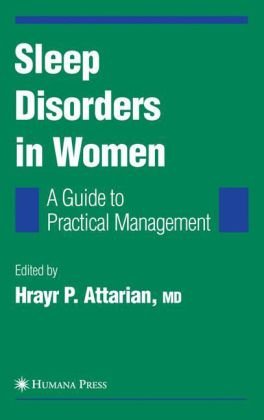 Sleep
Disorders
in Women
A Guide to
Practical Management
Edited by
Hrayr P. Attarian, MD
HUMANA PRESS